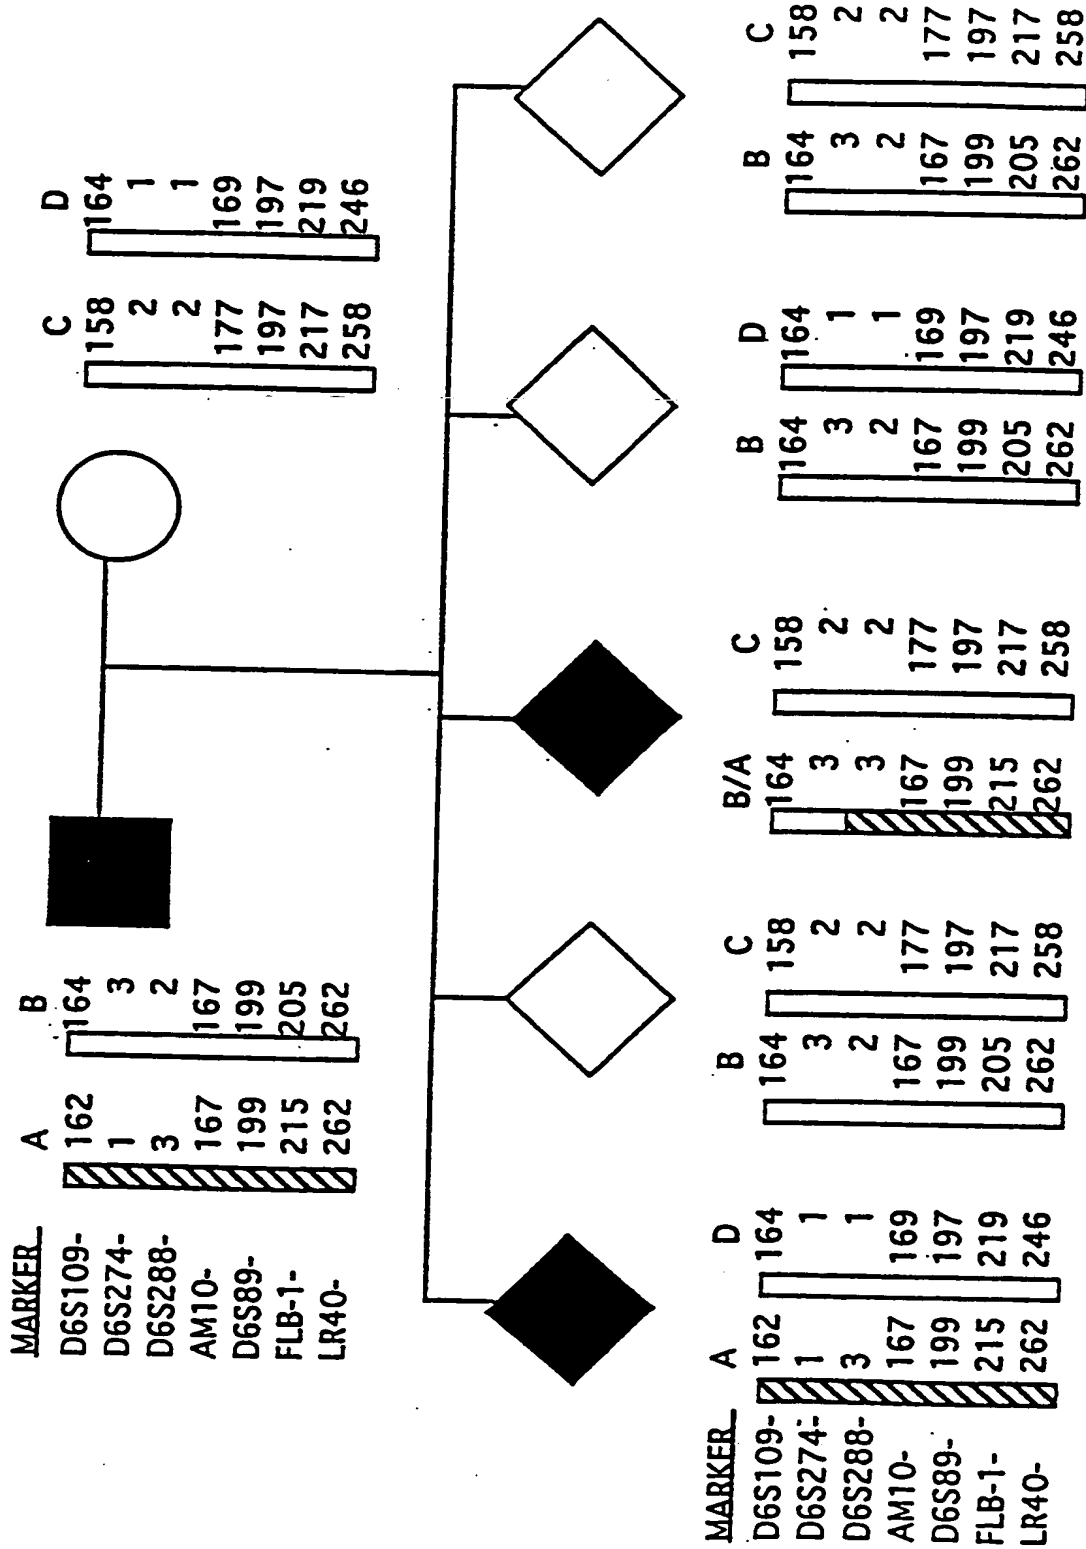 MARKER A B C D
D6S109- 162 164 158 164
D6S274- 1 3 2 1
D6S288- 3 2 2 1
AM10- 167 167 177 169
D6S89- 199 199 197 197
FLB-1- 215 205 217 219
LR40- 262 262 258 246
MARKER A D B C B/A C B D B C
D6S109- 162 164 164 158 164 158 164 164 164 158
D6S274- 1 1 3 2 3 2 3 1 3 2
D6S288- 3 1 2 2 3 2 2 1 2 2
AM10- 167 169 167 177 167 177 167 169 167 177
D6S89- 199 197 199 197 199 197 199 197 199 197
FLB-1- 215 219 205 217 215 217 205 219 205 217
LR40- 262 246 262 258 262 258 262 246 262 258